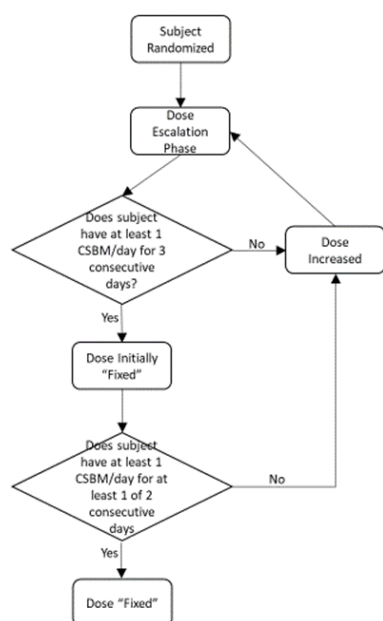 Subject
Randomized
Dose
Escalation
Phase
Does subject
have at least 1
CSBM/day for 3
consecutive
days?
No
Dose
Increased
Yes
Dose Initially
“Fixed”
Does subject
have at least 1
CSBM/day for at
least 1 of 2
consecutive
days
No
Yes
Dose “Fixed”